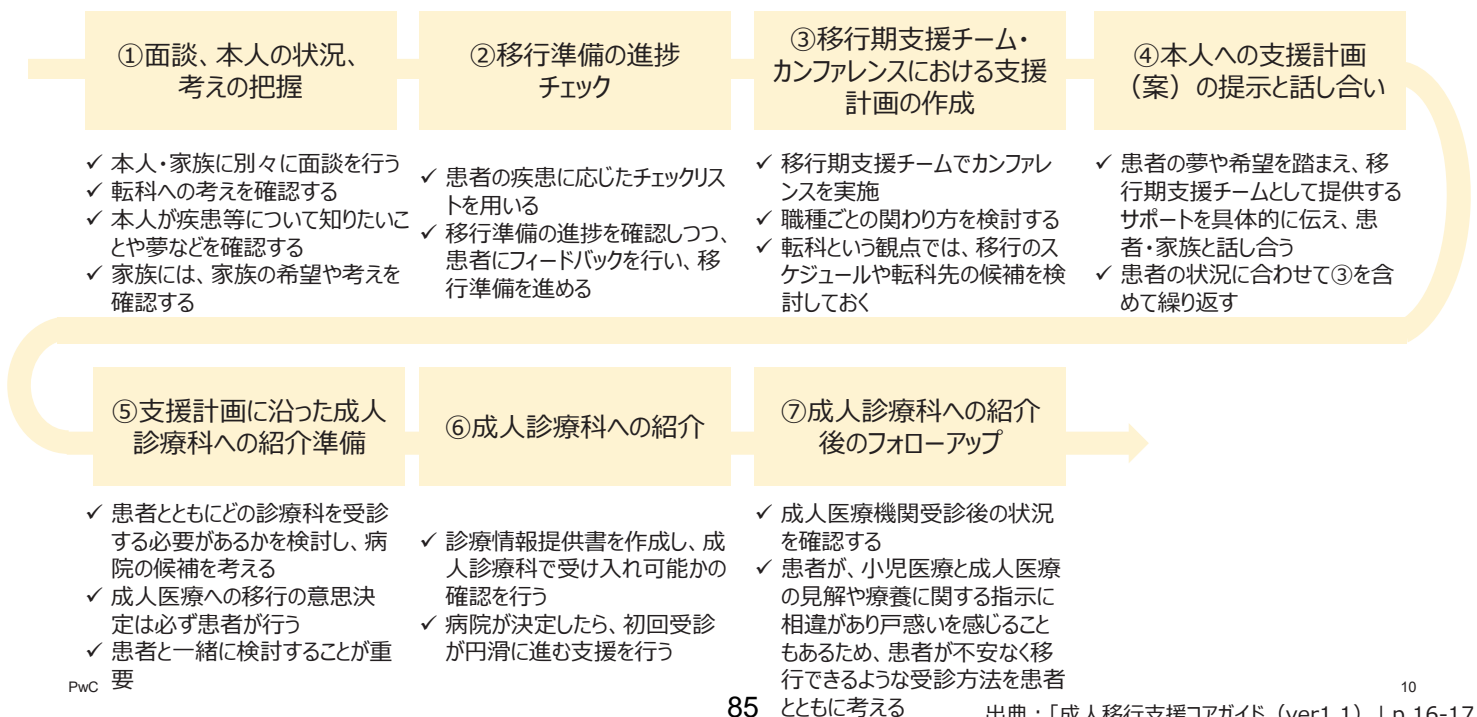 ①面談、本人の状況、
考えの把握
②移行準備の進捗
チェック
③移行期支援チーム・
カンファレンスにおける支援
計画の作成
④本人への支援計画
（案）の提示と話し合い
✓ 本人・家族に別々に面談を行う
✓ 転科への考えを確認する
✓ 本人が疾患等について知りたいこ
とや夢などを確認する
✓ 家族には、家族の希望や考えを
確認する
✓ 患者の疾患に応じたチェックリス
トを用いる
✓ 移行準備の進捗を確認しつつ、
患者にフィードバックを行い、移
行準備を進める
✓ 移行期支援チームでカンファレ
ンスを実施
✓ 職種ごとの関わり方を検討する
✓ 転科という観点では、移行のス
ケジュールや転科先の候補を検
討しておく
✓ 患者の夢や希望を踏まえ、移
行期支援チームとして提供する
サポートを具体的に伝え、患
者・家族と話し合う
✓ 患者の状況に合わせて③を含
めて繰り返す
⑤支援計画に沿った成人
診療科への紹介準備
⑥成人診療科への紹介
⑦成人診療科への紹介
後のフォローアップ
✓ 患者とともにどの診療科を受診
する必要があるかを検討し、病
院の候補を考える
✓ 成人医療への移行の意思決
定は必ず患者が行う
✓ 患者と一緒に検討することが重
要
✓ 診療情報提供書を作成し、成
人診療科で受け入れ可能かの
確認を行う
✓ 病院が決定したら、初回受診
が円滑に進む支援を行う
✓ 成人医療機関受診後の状況
を確認する
✓ 患者が、小児医療と成人医療
の見解や療養に関する指示に
相違があり戸惑いを感じること
もあるため、患者が不安なく移
行できるような受診方法を患者
とともに考える
PwC
10
85
出典：「成人移行支援コアガイド（ver1.1）」p.16-17